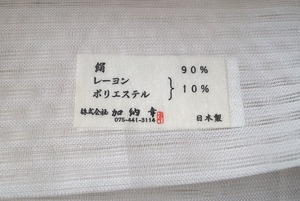 絹 90%
レーヨン
ポリエステル } 10%
株式会社 加納幸
075-441-3114
日本製